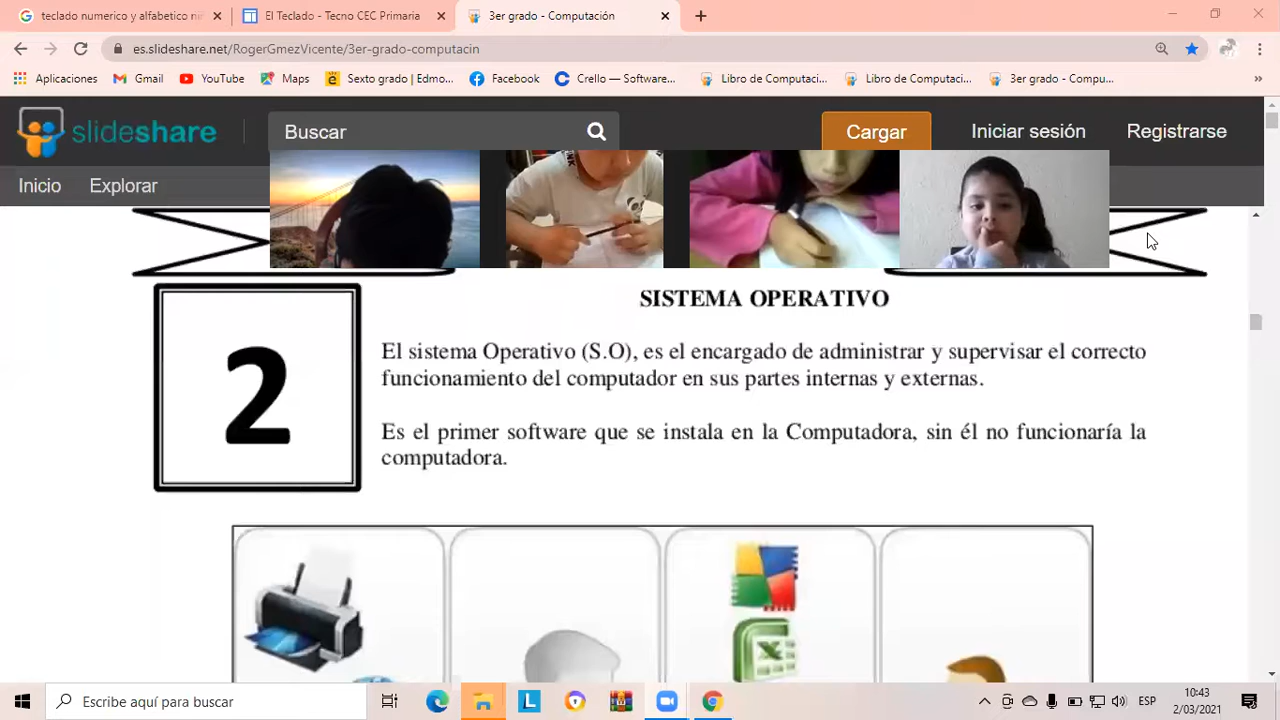 teclado numerico y alfabetico ne
El Teclado - Tecno CEC Primaria
3er grado - Computación
es.slideshare.net/RogerGmezVicente/3er-grado-computacin
Aplicaciones
Gmail
YouTube
Maps
Sexto grado | Edmo...
Facebook
Crello — Software...
Libro de Computaci...
Libro de Computaci...
3er grado - Compu...
»
slideshare
Buscar
Cargar
Iniciar sesión
Registrarse
Inicio
Explorar
SISTEMA OPERATIVO
2
El sistema Operativo (S.O), es el encargado de administrar y supervisar el correcto
funcionamiento del computador en sus partes internas y externas.
Es el primer software que se instala en la Computadora, sin él no funcionaría la
computadora.
Escribe aquí para buscar
ESP
10:43
2/03/2021